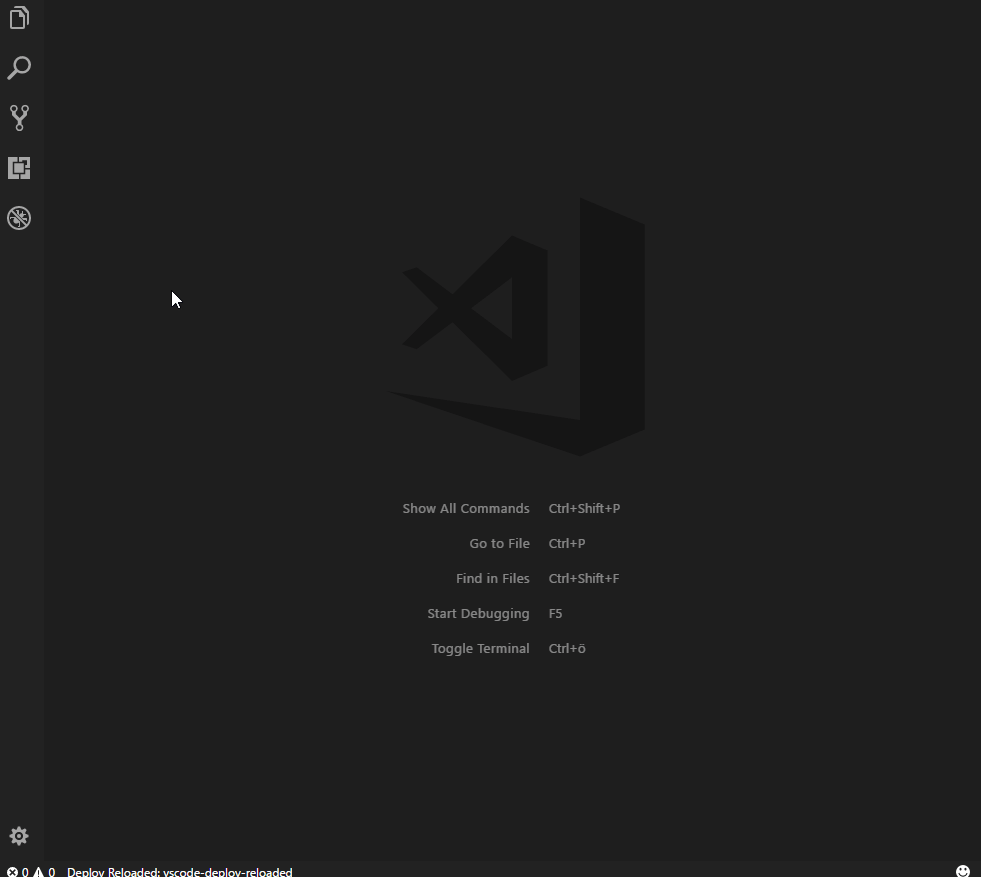 Show All Commands Ctrl+Shift+P
Go to File Ctrl+P
Find in Files Ctrl+Shift+F
Start Debugging F5
Toggle Terminal Ctrl+ö
0 0 Deploy Reloaded: vscode-deploy-reloaded